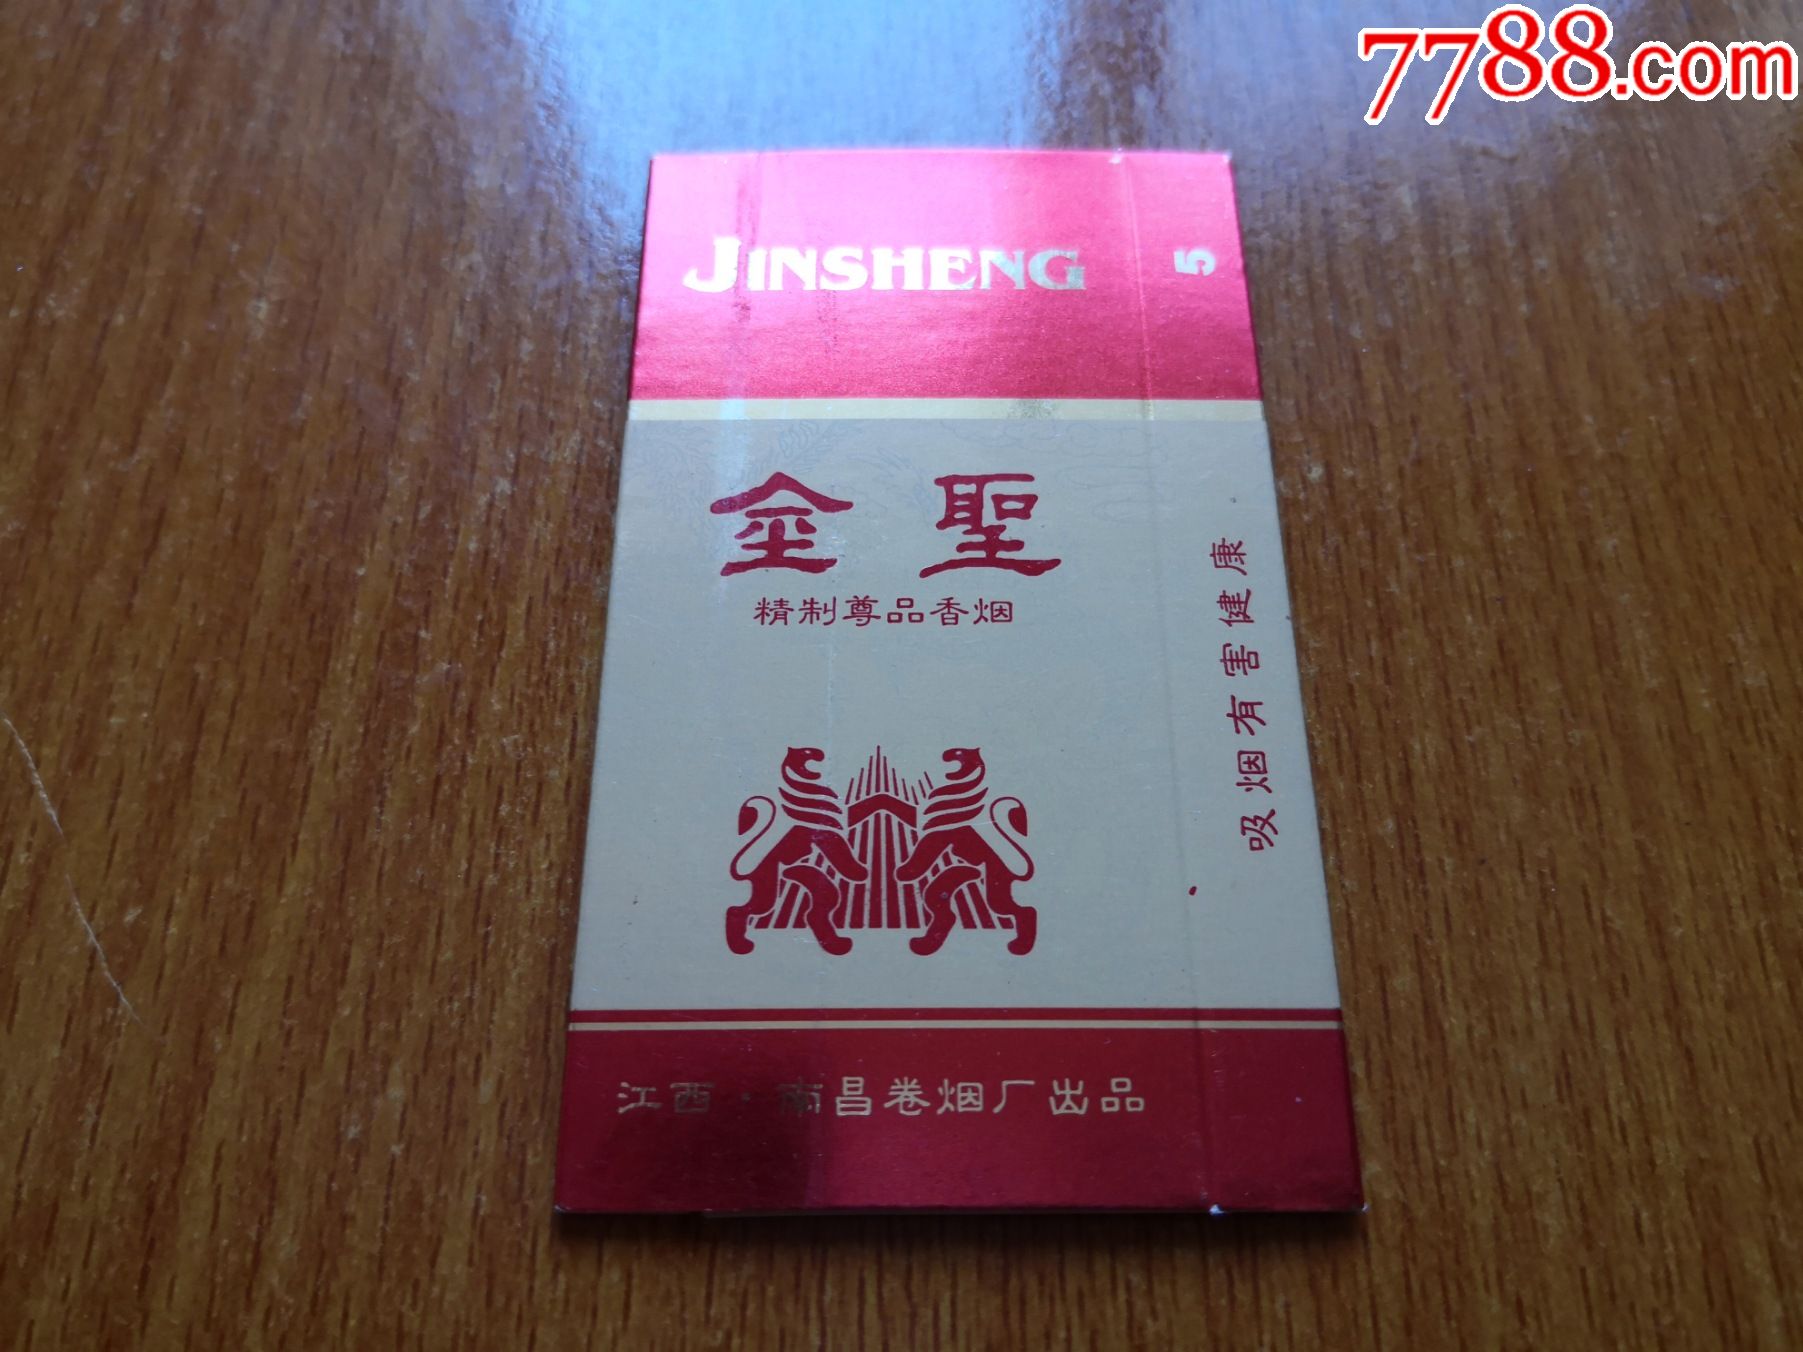 7788.com
JINSHENG
5
金聖
精制尊品香烟
吸烟有害健康
江西·南昌卷烟厂出品